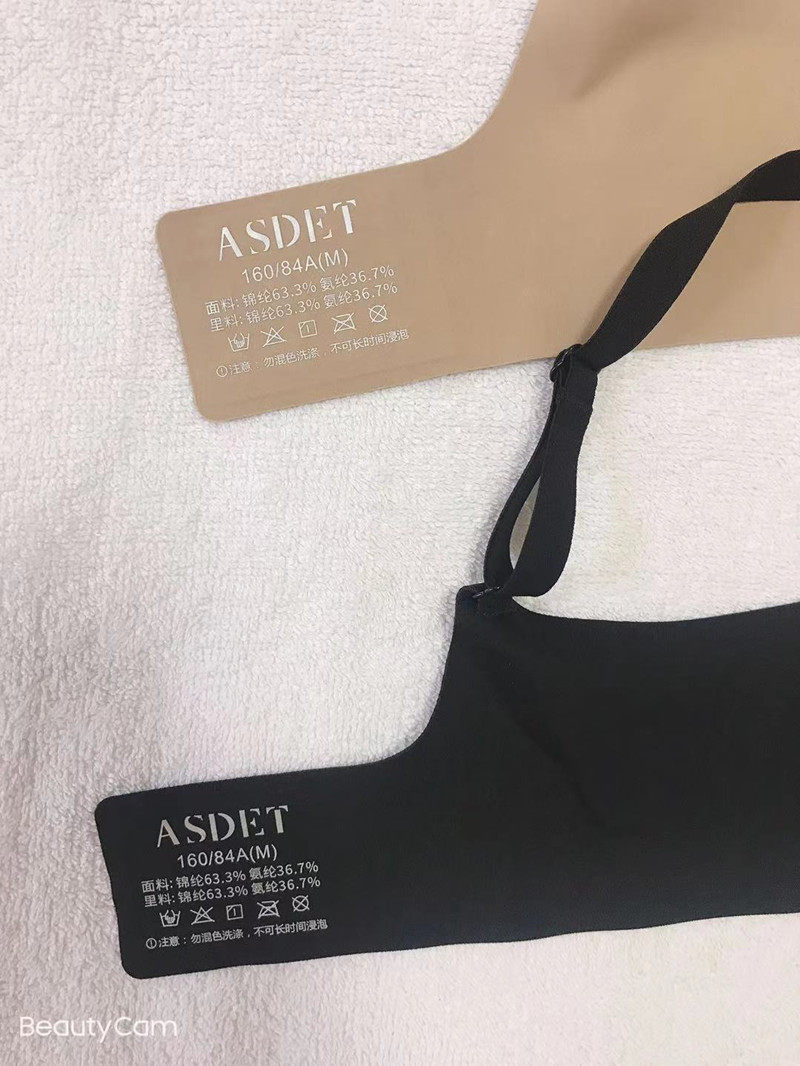 ASDET
160/84A(M)
面料: 锦纶63.3% 氨纶36.7%
里料: 锦纶63.3% 氨纶36.7%
①注意: 勿混色洗涤, 不可长时间浸泡
ASDET
160/84A(M)
面料: 锦纶63.3% 氨纶36.7%
里料: 锦纶63.3% 氨纶36.7%
①注意: 勿混色洗涤, 不可长时间浸泡
BeautyCam